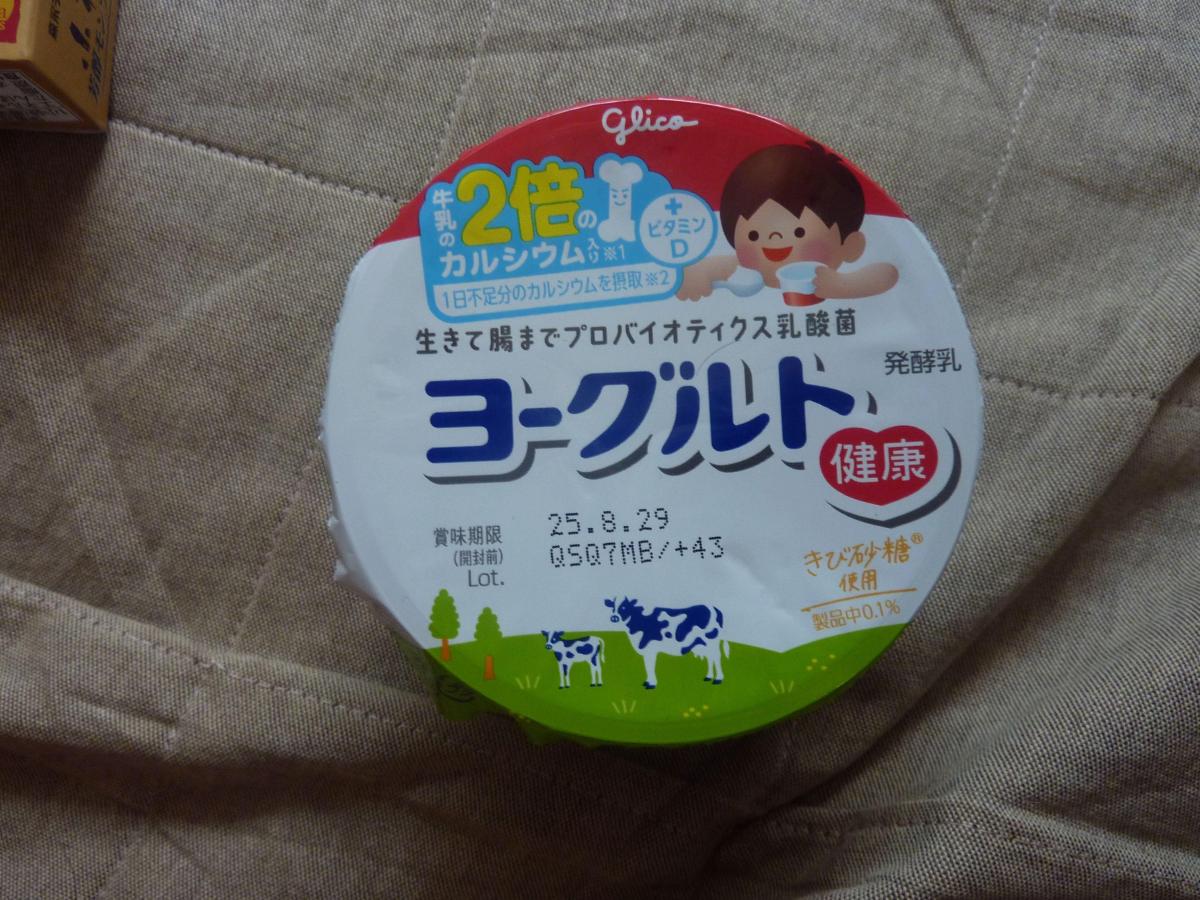 Glico
牛乳の
2倍の
カルシウム入り※1
+
ビタミン
D
1日不足分のカルシウムを摂取※2
生きて腸までプロバイオティクス乳酸菌
発酵乳
ヨーグルト
健康
賞味期限
(開封前)
Lot.
25.8.29
QSQ7MB/+43
きび砂糖®
使用
製品中0.1%